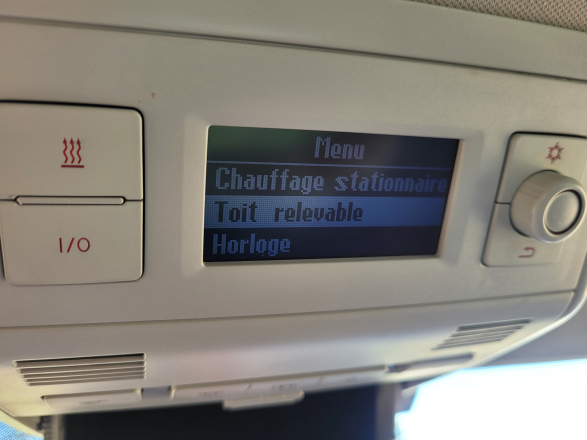 Menu
Chauffage stationnaire
Toit relevable
Horloge
I/O